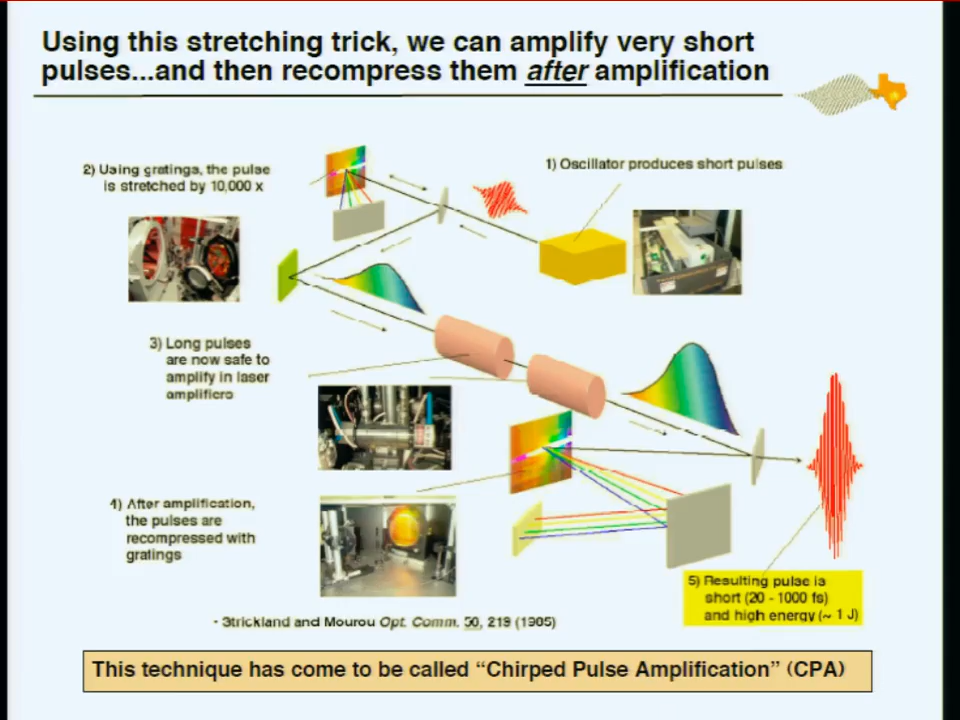 Using this stretching trick, we can amplify very short
pulses...and then recompress them after amplification
2) Using gratings, the pulse
is stretched by 10,000 x
1) Oscillator produces short pulses
3) Long pulses
are now safe to
amplify in laser
amplifiers
4) After amplification,
the pulses are
recompressed with
gratings
5) Resulting pulse is
short (20 - 1000 fs)
and high energy (~ 1 J)
- Strickland and Mourou Opt. Comm. 219
This technique has come to be called “Chirped Pulse Amplification” (CPA)